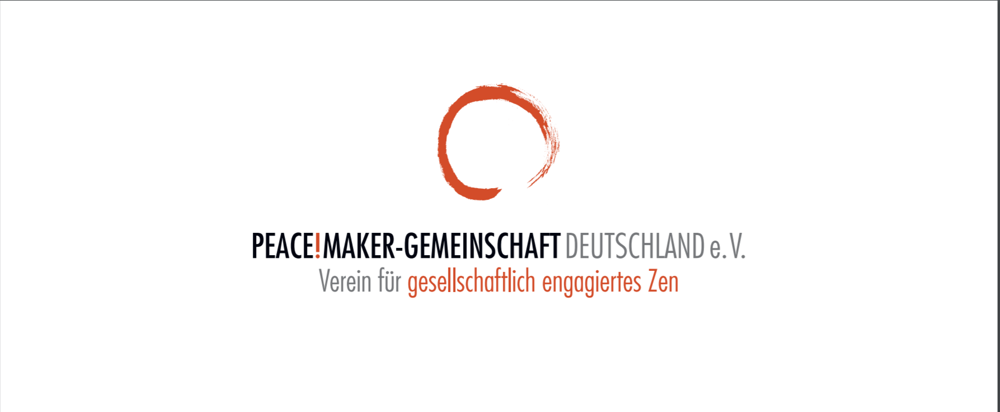 PEACE!MAKER-GEMEINSCHAFT DEUTSCHLAND e. V.
Verein für gesellschaftlich engagiertes Zen